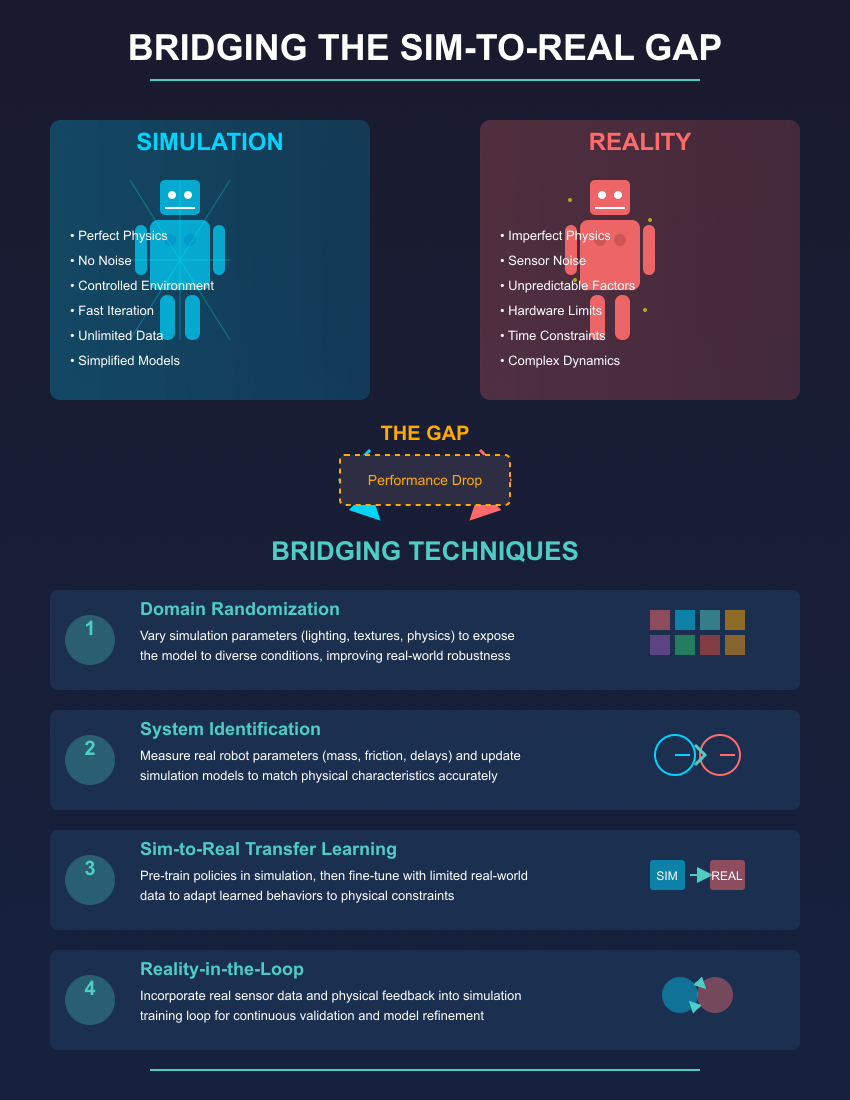 BRIDGING THE SIM-TO-REAL GAP
SIMULATION
• Perfect Physics
• No Noise
• Controlled Environment
• Fast Iteration
• Unlimited Data
• Simplified Models
REALITY
• Imperfect Physics
• Sensor Noise
• Unpredictable Factors
• Hardware Limits
• Time Constraints
• Complex Dynamics
THE GAP
Performance Drop
BRIDGING TECHNIQUES
1
Domain Randomization
Vary simulation parameters (lighting, textures, physics) to expose
the model to diverse conditions, improving real-world robustness
2
System Identification
Measure real robot parameters (mass, friction, delays) and update
simulation models to match physical characteristics accurately
3
Sim-to-Real Transfer Learning
Pre-train policies in simulation, then fine-tune with limited real-world
data to adapt learned behaviors to physical constraints
SIM
REAL
4
Reality-in-the-Loop
Incorporate real sensor data and physical feedback into simulation
training loop for continuous validation and model refinement